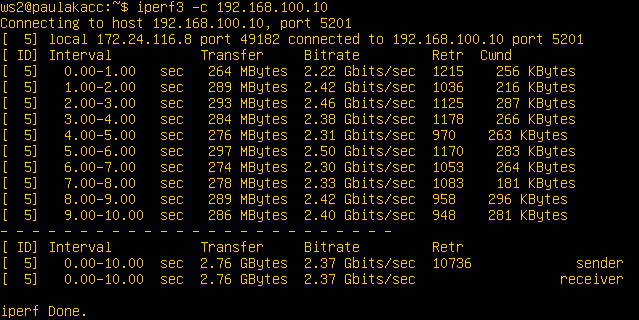 ws2@paulakacc:~$ iperf3 -c 192.168.100.10
Connecting to host 192.168.100.10, port 5201
[  5] local 172.24.116.8 port 49182 connected to 192.168.100.10 port 5201
[ ID] Interval           Transfer     Bitrate         Retr  Cwnd
[  5]   0.00-1.00   sec   264 MBytes  2.22 Gbits/sec  1215    256 KBytes
[  5]   1.00-2.00   sec   289 MBytes  2.42 Gbits/sec  1036    216 KBytes
[  5]   2.00-3.00   sec   293 MBytes  2.46 Gbits/sec  1125    287 KBytes
[  5]   3.00-4.00   sec   284 MBytes  2.38 Gbits/sec  1178    266 KBytes
[  5]   4.00-5.00   sec   276 MBytes  2.31 Gbits/sec  970    263 KBytes
[  5]   5.00-6.00   sec   297 MBytes  2.50 Gbits/sec  1170    283 KBytes
[  5]   6.00-7.00   sec   274 MBytes  2.30 Gbits/sec  1053    264 KBytes
[  5]   7.00-8.00   sec   278 MBytes  2.33 Gbits/sec  1083    181 KBytes
[  5]   8.00-9.00   sec   289 MBytes  2.42 Gbits/sec  958    296 KBytes
[  5]   9.00-10.00  sec   286 MBytes  2.40 Gbits/sec  948    281 KBytes
- - - - - - - - - - - - - - - - - - - - - - - - -
[ ID] Interval           Transfer     Bitrate         Retr
[  5]   0.00-10.00  sec  2.76 GBytes  2.37 Gbits/sec  10736             sender
[  5]   0.00-10.00  sec  2.76 GBytes  2.37 Gbits/sec                  receiver
iperf Done.